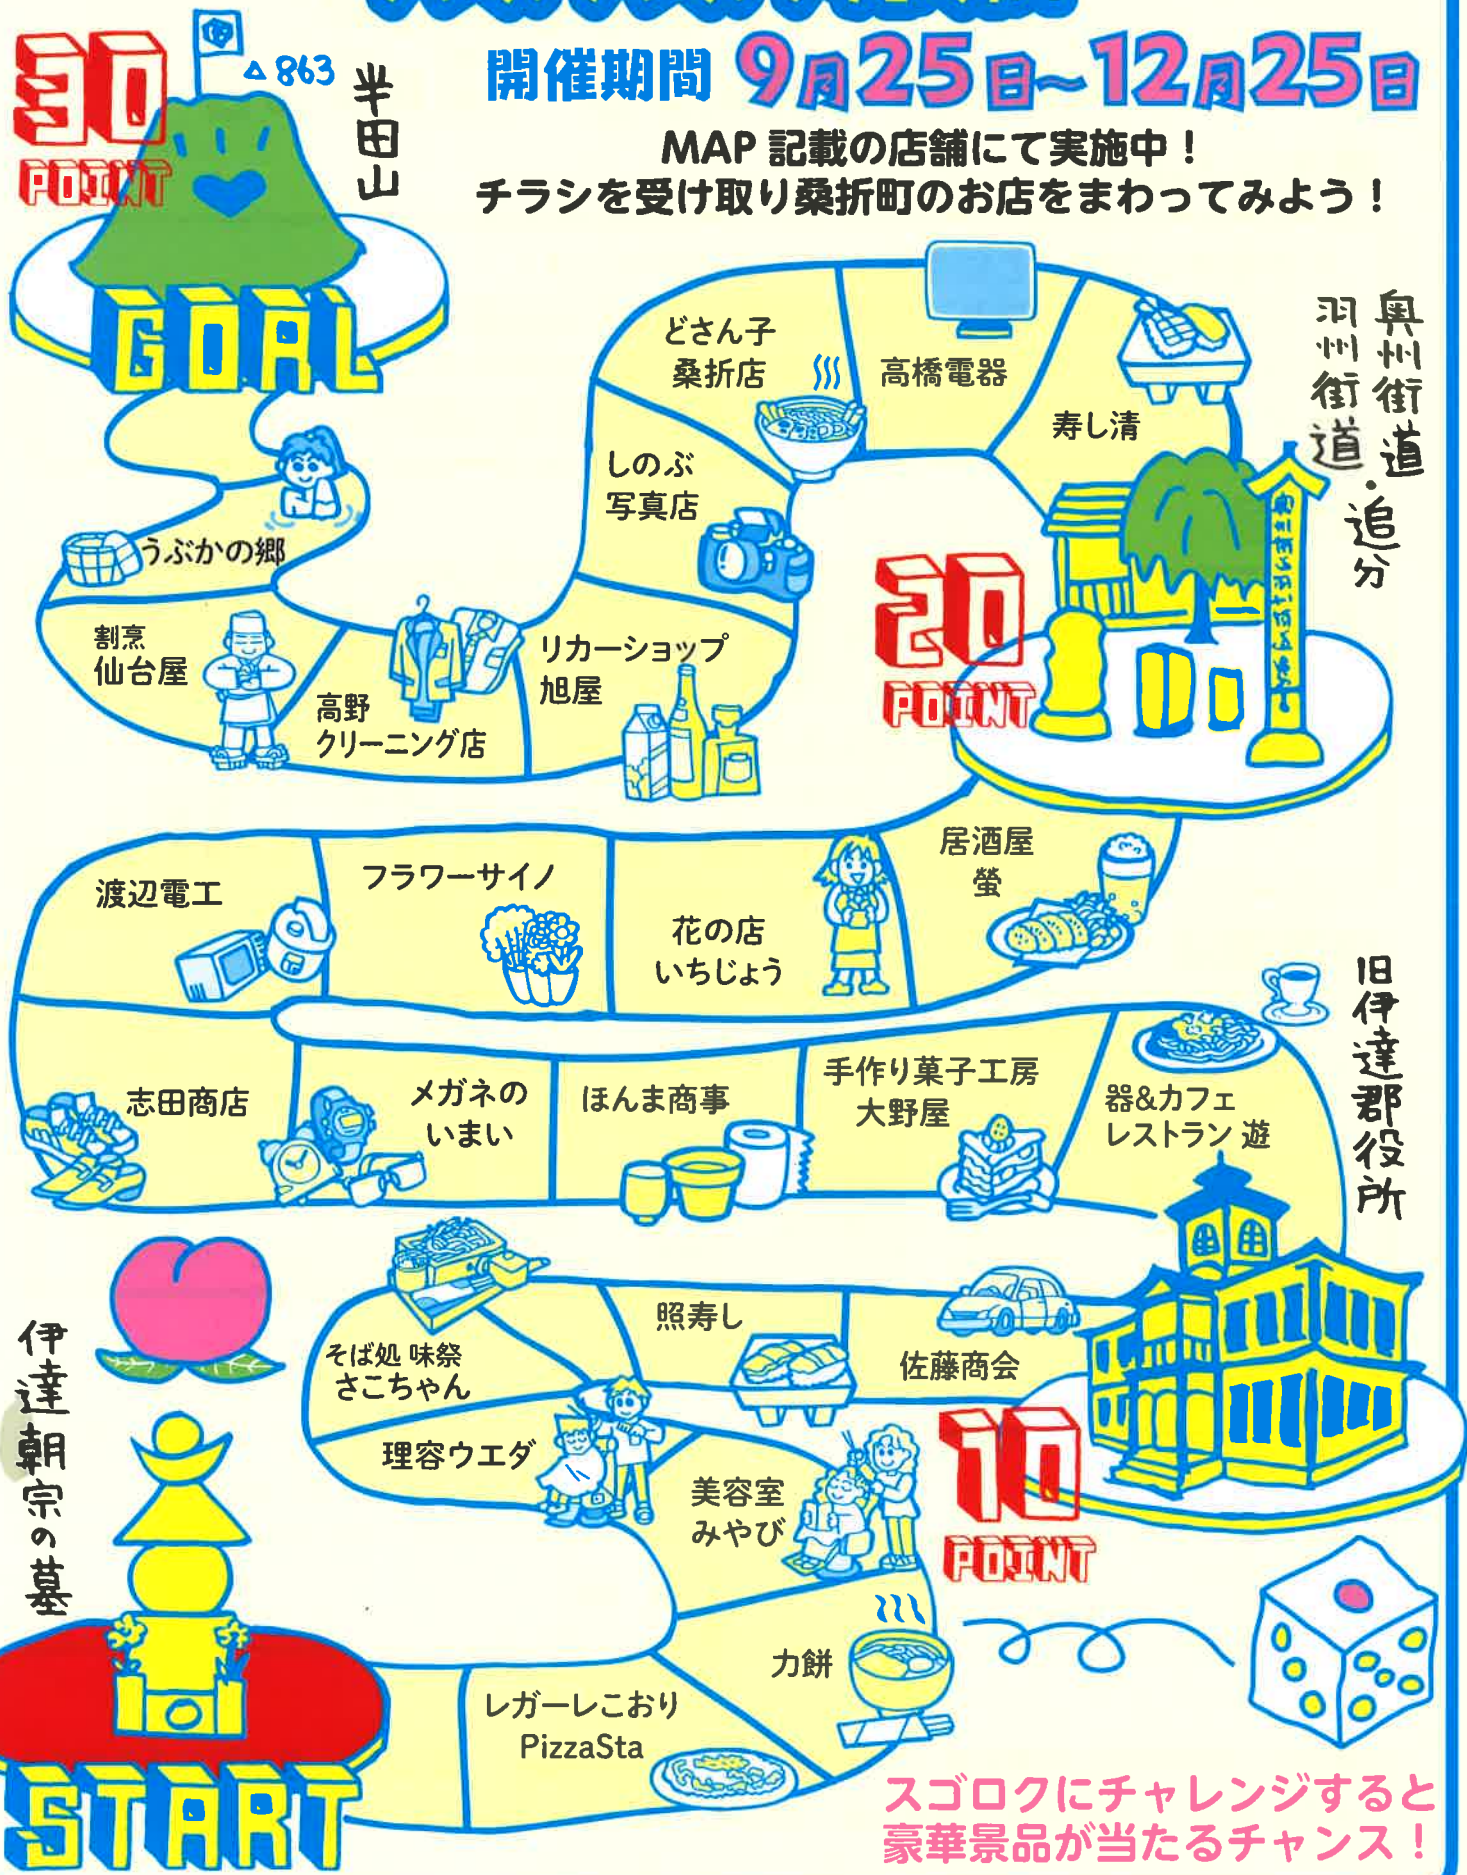 開催期間 9月25日~12月25日
MAP 記載の店舗にて実施中！
チラシを受け取り桑折町のお店をまわってみよう！
30
POINT
△863
半田山
GOAL
うぶかの郷
割烹
仙台屋
高野
クリーニング店
リカーショップ
旭屋
しのぶ
写真店
どさん子
桑折店
高橋電器
寿し清
奥州街道・
羽州街道
追分
20
POINT
居酒屋
螢
花の店
いちじょう
フラワーサイノ
渡辺電工
志田商店
メガネの
いまい
ほんま商事
手作り菓子工房
大野屋
器&カフェ
レストラン 遊
旧伊達郡役所
10
POINT
佐藤商会
照寿し
そば処 味祭
さこちゃん
理容ウエダ
美容室
みやび
力餅
レガーレこおり
PizzaSta
伊達朝宗の墓
START
スゴロクにチャレンジすると
豪華景品が当たるチャンス！